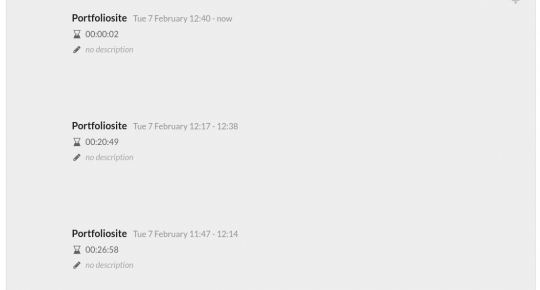 Portfoliosite Tue 7 February 12:40 - now
00:00:02
no description
Portfoliosite Tue 7 February 12:17 - 12:38
00:20:49
no description
Portfoliosite Tue 7 February 11:47 - 12:14
00:26:58
no description